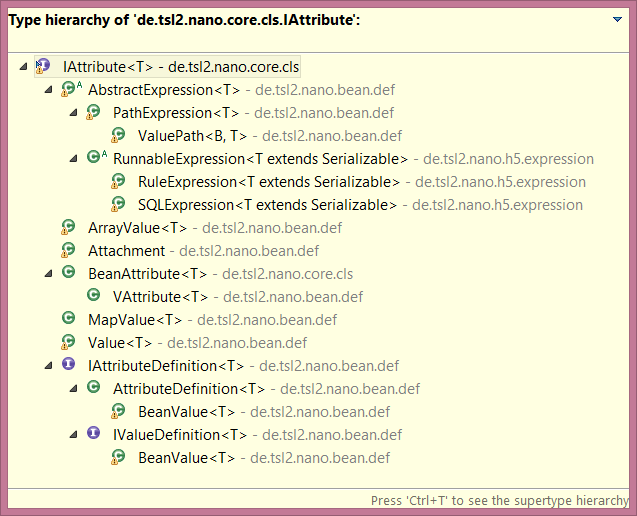 Type hierarchy of 'de.tsl2.nano.core.cls.IAttribute':
IAttribute<T> - de.tsl2.nano.core.cls
AbstractExpression<T> - de.tsl2.nano.bean.def
PathExpression<T> - de.tsl2.nano.bean.def
ValuePath<B, T> - de.tsl2.nano.bean.def
RunnableExpression<T extends Serializable> - de.tsl2.nano.h5.expression
RuleExpression<T extends Serializable> - de.tsl2.nano.h5.expression
SQLExpression<T extends Serializable> - de.tsl2.nano.h5.expression
ArrayValue<T> - de.tsl2.nano.bean.def
Attachment - de.tsl2.nano.bean.def
BeanAttribute<T> - de.tsl2.nano.core.cls
VAttribute<T> - de.tsl2.nano.bean.def
MapValue<T> - de.tsl2.nano.bean.def
Value<T> - de.tsl2.nano.bean.def
IAttributeDefinition<T> - de.tsl2.nano.bean.def
AttributeDefinition<T> - de.tsl2.nano.bean.def
BeanValue<T> - de.tsl2.nano.bean.def
IValueDefinition<T> - de.tsl2.nano.bean.def
BeanValue<T> - de.tsl2.nano.bean.def
Press 'Ctrl+T' to see the supertype hierarchy